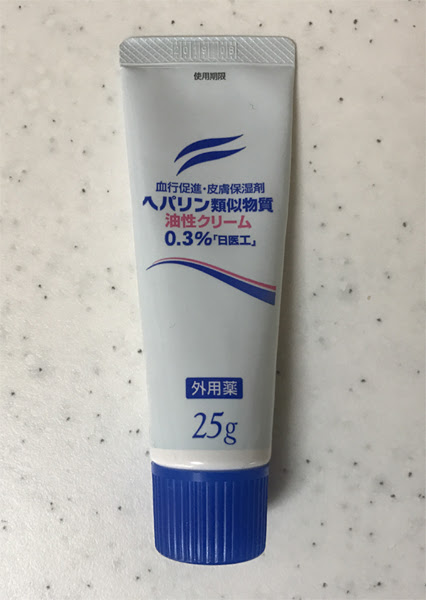 使用期限
血行促進・皮膚保湿剤
ヘパリン類似物質
油性クリーム
0.3%「日医工」
外用薬
25g